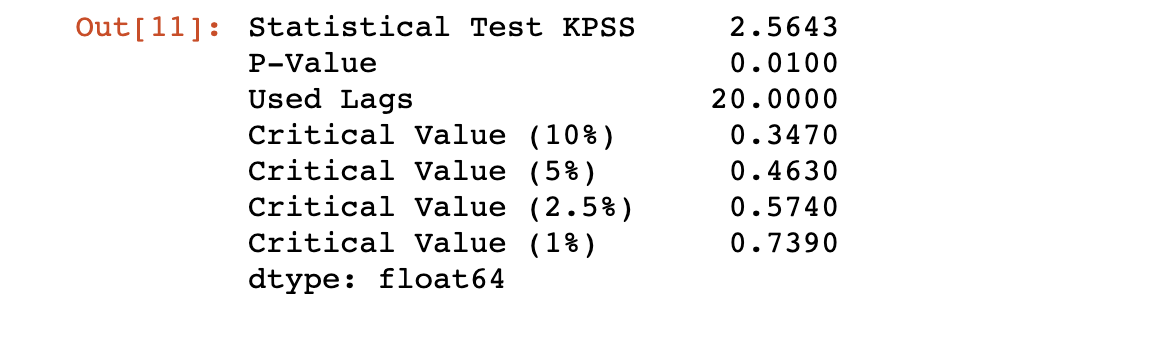 Out[11]: Statistical Test KPSS 2.5643
P-Value 0.0100
Used Lags 20.0000
Critical Value (10%) 0.3470
Critical Value (5%) 0.4630
Critical Value (2.5%) 0.5740
Critical Value (1%) 0.7390
dtype: float64